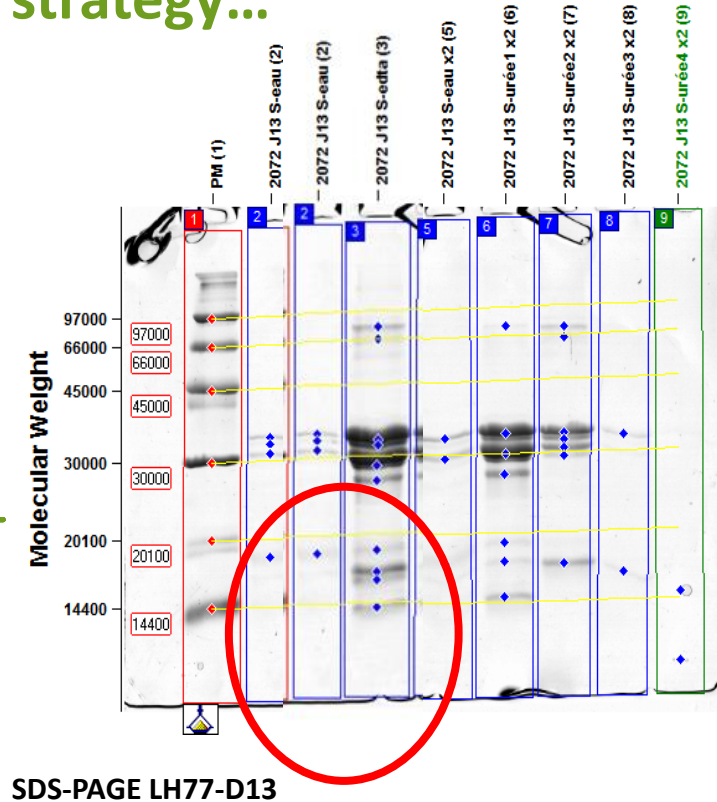 strategy...
PM (1)
2072 J13 S-eau (2)
2072 J13 S-eau (2)
2072 J13 S-edta (3)
2072 J13 S-eau x2 (5)
2072 J13 S-urée1 x2 (6)
2072 J13 S-urée2 x2 (7)
2072 J13 S-urée3 x2 (8)
2072 J13 S-urée4 x2 (9)
1
2
2
3
5
6
7
8
9
Molecular Weight
97000
66000
45000
30000
20100
14400
97000
66000
45000
30000
20100
14400
SDS-PAGE LH77-D13